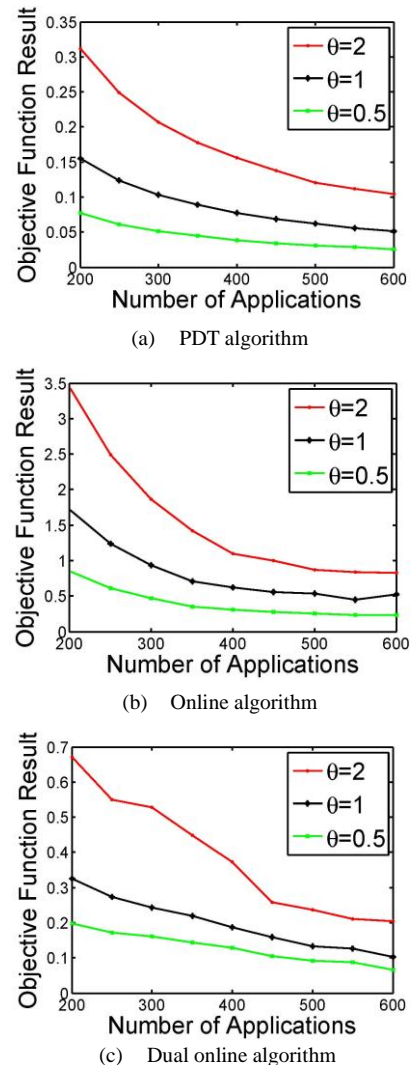 0.35
0.3
0.25
0.2
0.15
0.1
0.05
0
Objective Function Result
θ=2
θ=1
θ=0.5
200 300 400 500 600
Number of Applications
(a) PDT algorithm
3.5
3
2.5
2
1.5
1
0.5
0
Objective Function Result
θ=2
θ=1
θ=0.5
200 300 400 500 600
Number of Applications
(b) Online algorithm
0.7
0.6
0.5
0.4
0.3
0.2
0.1
0
Objective Function Result
θ=2
θ=1
θ=0.5
200 300 400 500 600
Number of Applications
(c) Dual online algorithm